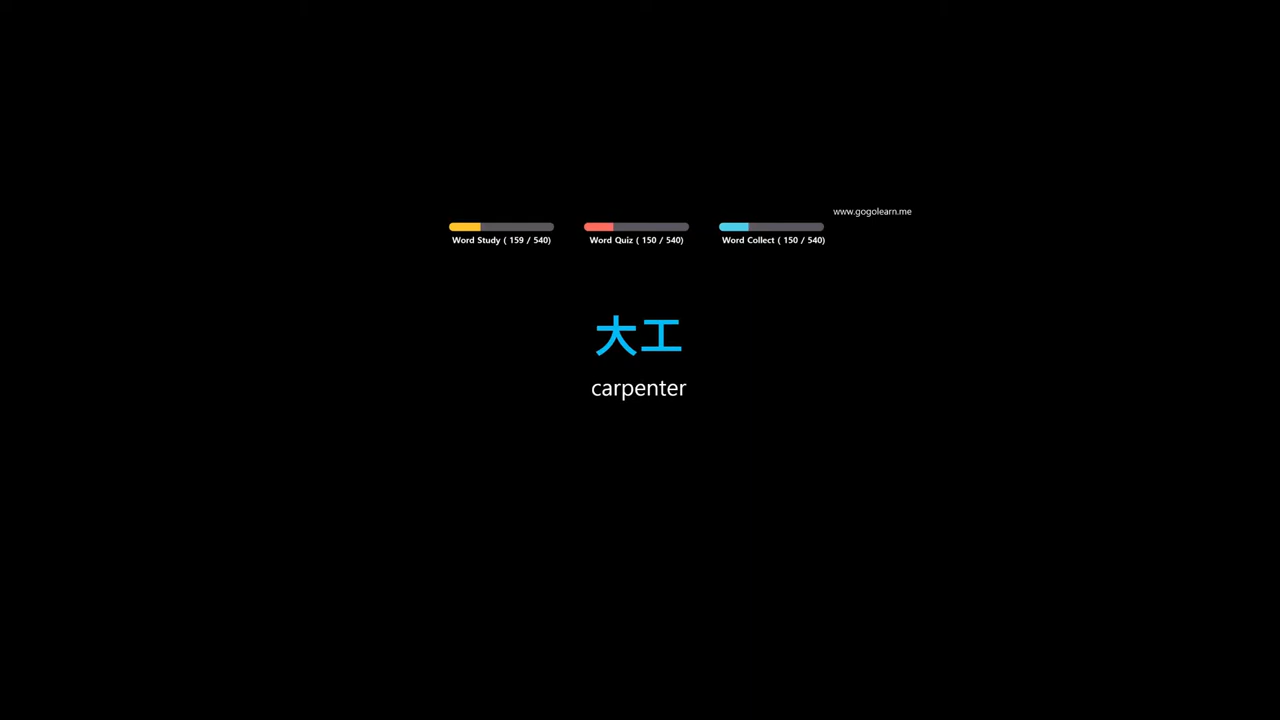 www.gogolearn.me
Word Study ( 159 / 540)
Word Quiz ( 150 / 540)
Word Collect ( 150 / 540)
大工
carpenter